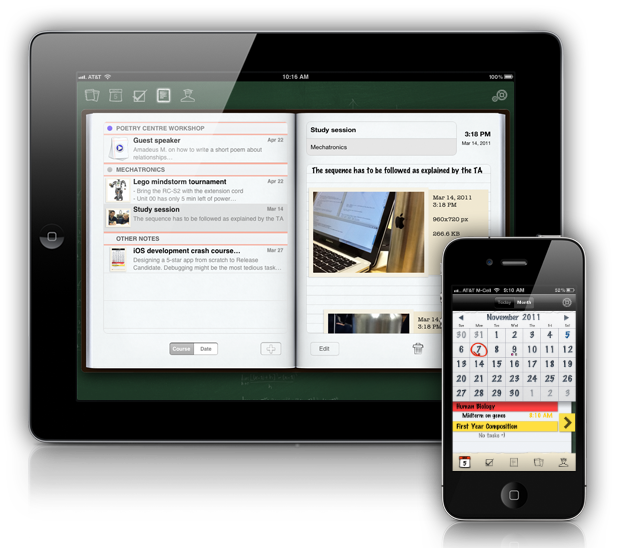 AT&T
10:16 AM
100%
POETRY CENTRE WORKSHOP
Guest speaker
Apr 22
Amadeus M. on how to write a short poem about
relationships...
MECHATRONICS
Lego mindstorm tournament
Apr 22
- Bring the RC-S2 with the extension cord
- Unit 00 has only 5 min left of power...
Study session
Mar 14
The sequence has to be followed as explained by the TA
OTHER NOTES
iOS development crash course...
Mar 27
Designing a 5-star app from scratch to Release
Candidate. Debugging might be the most tedious task...
Course
Date
Study session
Mechatronics
3:18 PM
Mar 14, 2011
The sequence has to be followed as explained by the TA
Mar 14, 2011
3:18 PM
960x720 px
266.6 KB
Mar 14,
3:18 PM
Edit
AT&T M-Cell
9:10 AM
52%
Today
Month
November 2011
Sun Mon Tue Wed Thu Fri Sat
30 31 1 2 3 4 5
6 7 8 9 10 11 12
13 14 15 16 17 18 19
20 21 22 23 24 25 26
27 28 29 30 1 2 3
Human Biology
Midterm on genes
9:10 AM
First Year Composition
No tasks =]